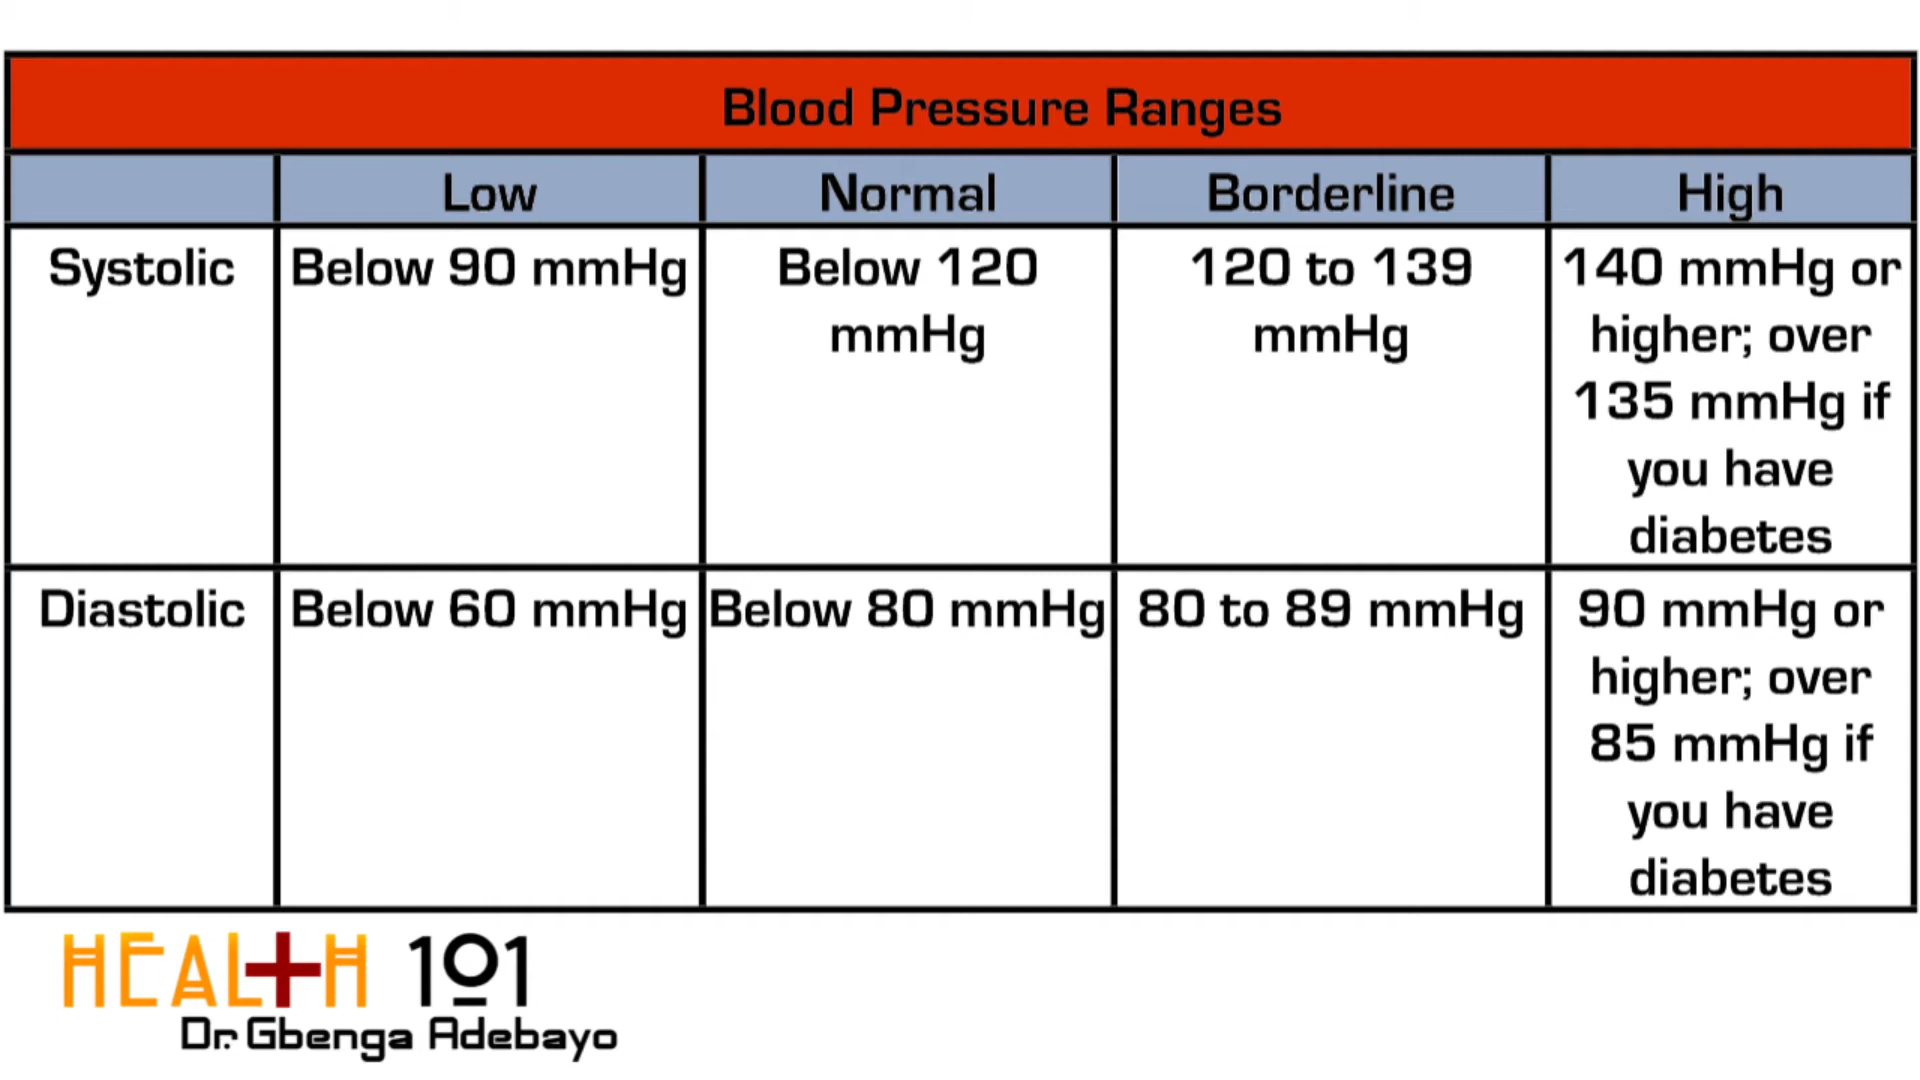 Blood Pressure Ranges
Low Normal Borderline High
Systolic Below 90 mmHg Below 120 120 to 139 140 mmHg or
mmHg mmHg higher; over
135 mmHg if
you have
diabetes
Diastolic Below 60 mmHg Below 80 mmHg 80 to 89 mmHg 90 mmHg or
higher; over
85 mmHg if
you have
diabetes
HEALTH 101
Dr. Gbenga Adebayo